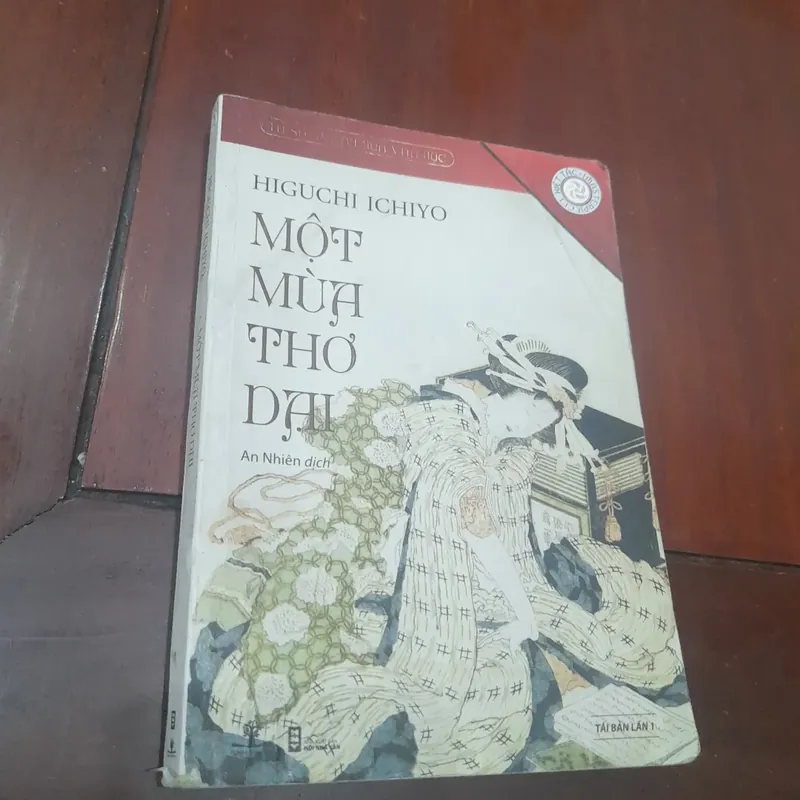 HIGUCHI ICHIYO
MỘT
MÙA
THƠ
DẠI
An Nhiên dịch
TÁI BẢN LẦN 1